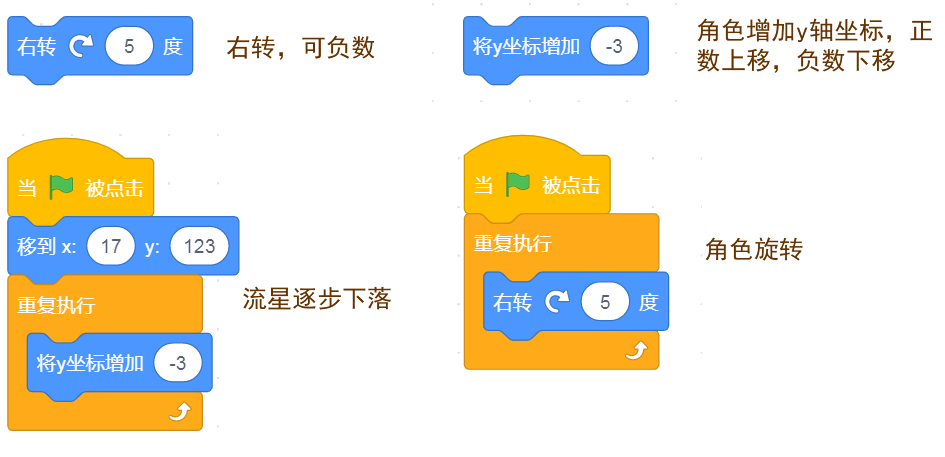 右转 5 度
右转，可负数
将y坐标增加 -3
角色增加y轴坐标，正
数上移，负数下移
当 被点击
移到 x: 17 y: 123
重复执行
将y坐标增加 -3
流星逐步下落
当 被点击
重复执行
右转 5 度
角色旋转